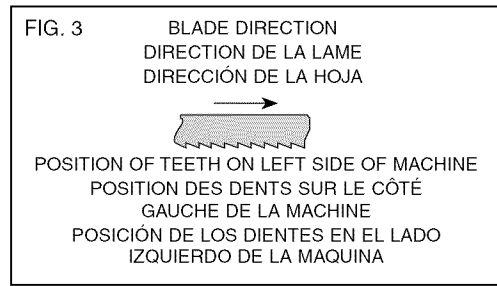 FIG. 3
BLADE DIRECTION
DIRECTION DE LA LAME
DIRECCIÓN DE LA HOJA
POSITION OF TEETH ON LEFT SIDE OF MACHINE
POSITION DES DENTS SUR LE CÔTÉ
GAUCHE DE LA MACHINE
POSICIÓN DE LOS DIENTES EN EL LADO
IZQUIERDO DE LA MAQUINA